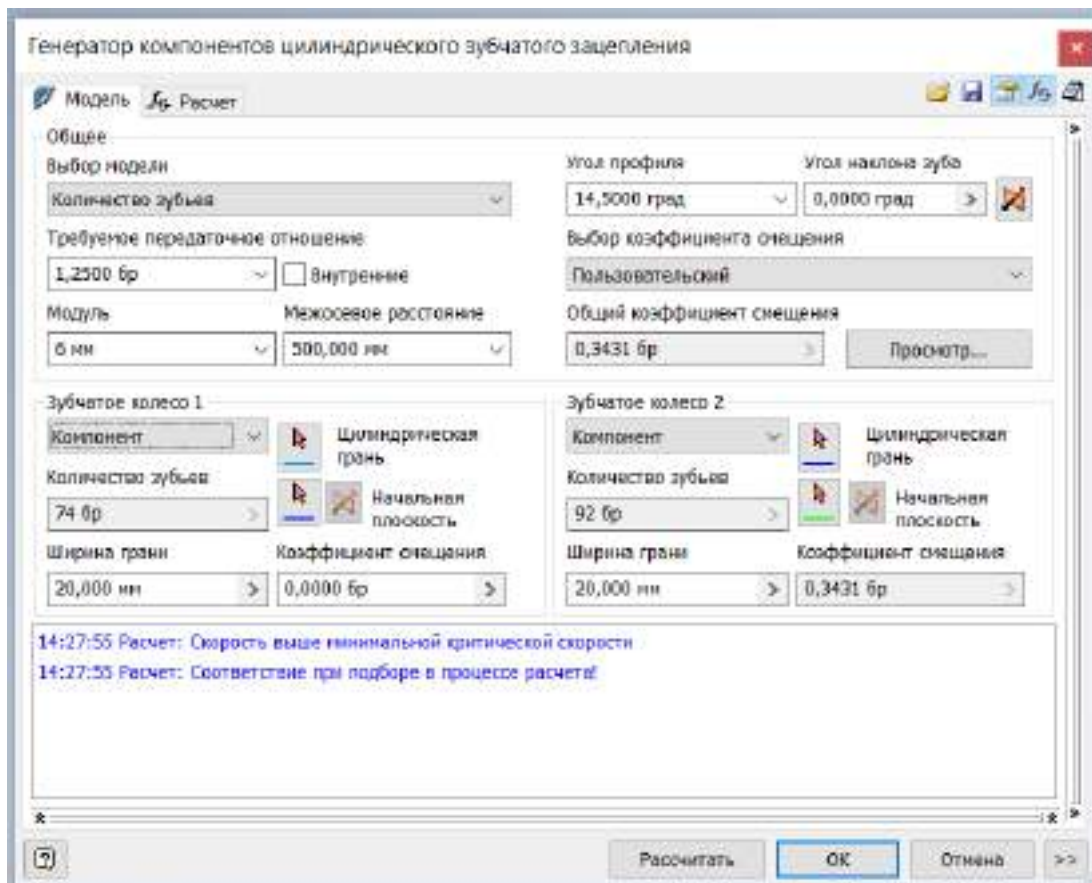 Генератор компонентов цилиндрического зубчатого зацепления
Модель
Расчет
Общее
Выбор модели
Количество зубьев
Угол профиля
14,5000 град
Угол наклона зуба
0,0000 град
Требуемое передаточное отношение
1,2500 бр
Внутренние
Выбор коэффициента смещения
Пользовательский
Модуль
6 мм
Межосевое расстояние
500,000 мм
Общий коэффициент смещения
0,3431 бр
Просмотр...
Зубчатое колесо 1
Компонент
Цилиндрическая
грань
Количество зубьев
74 бр
Начальная
плоскость
Ширина грани
20,000 мм
Коэффициент смещения
0,0000 бр
Зубчатое колесо 2
Компонент
Цилиндрическая
грань
Количество зубьев
92 бр
Начальная
плоскость
Ширина грани
20,000 мм
Коэффициент смещения
0,3431 бр
14:27:55 Расчет: Скорость выше минимальной критической скорости
14:27:55 Расчет: Соответствие при подборе в процессе расчета!
Рассчитать
ОК
Отмена
>>